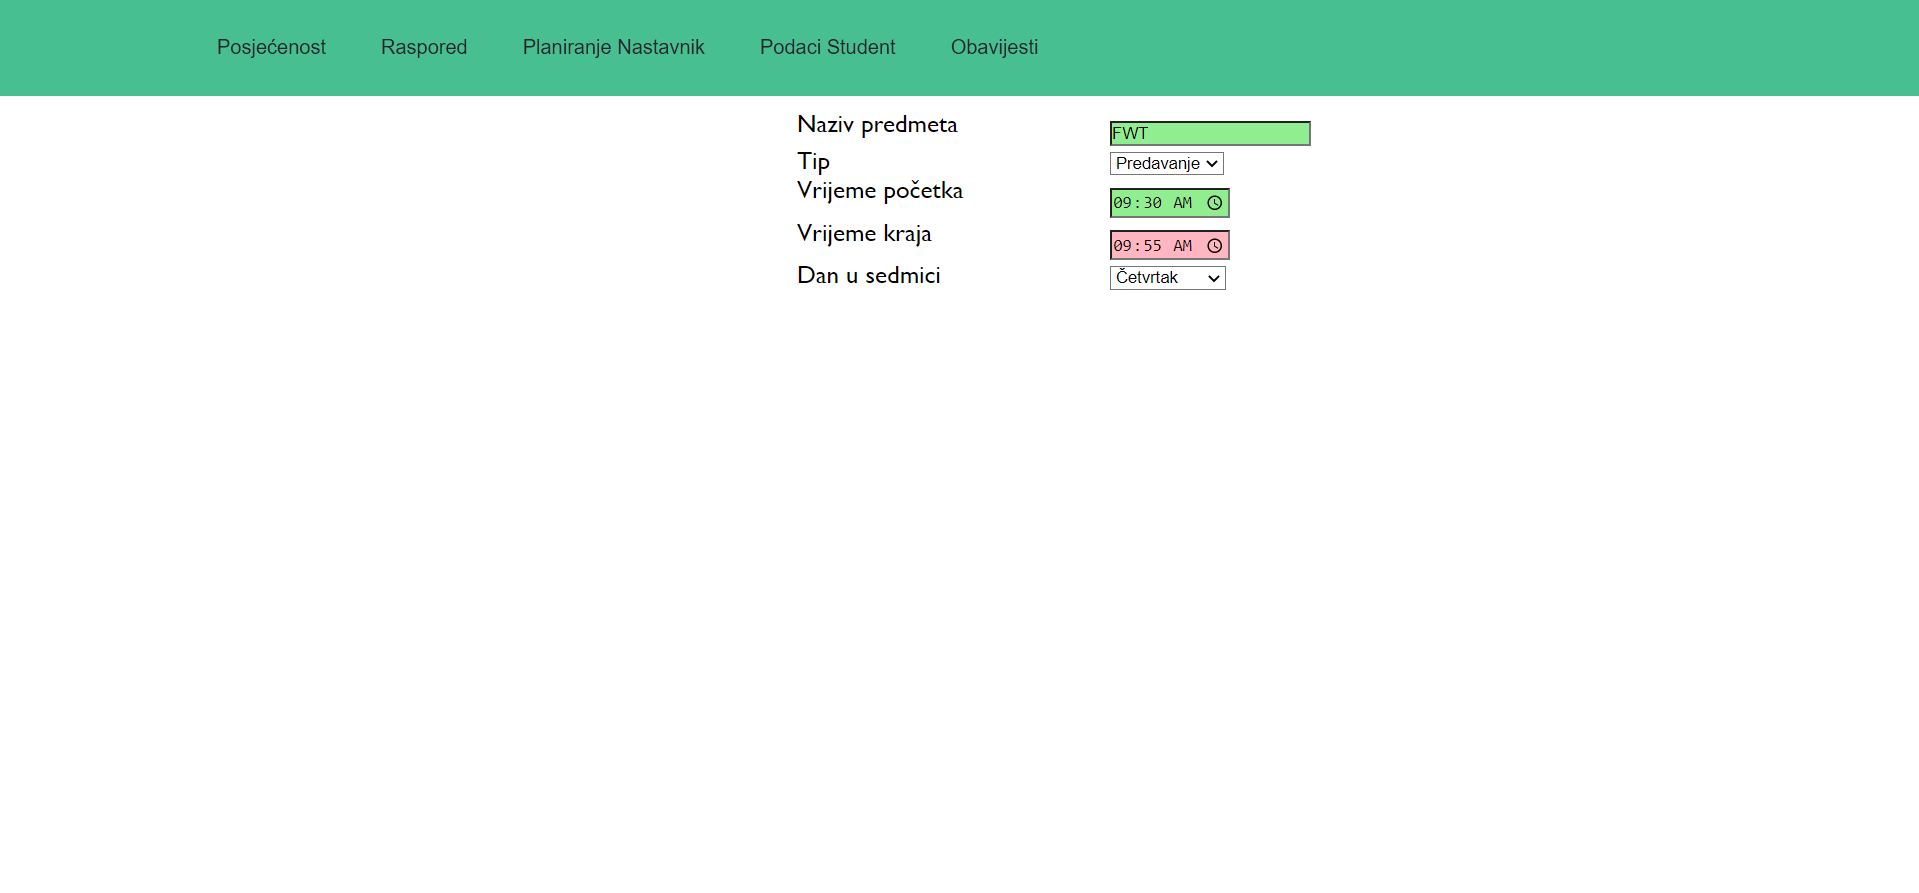 Posjećenost Raspored Planiranje Nastavnik Podaci Student Obavijesti
Naziv predmeta FWT
Tip Predavanje
Vrijeme početka 09:30 AM
Vrijeme kraja 09:55 AM
Dan u sedmici Četvrtak